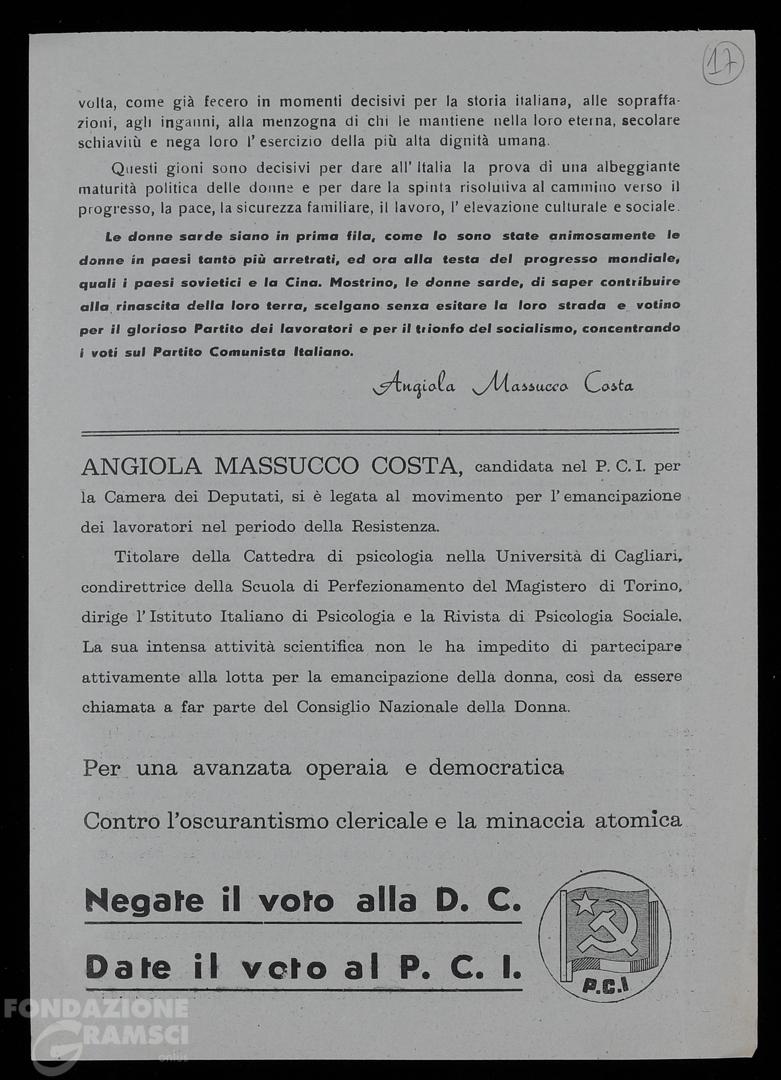 17
volta, come già fecero in momenti decisivi per la storia italiana, alle sopraffa-
zioni, agli inganni, alla menzogna di chi le mantiene nella loro eterna, secolare
schiavitù e nega loro l'esercizio della più alta dignità umana.
Questi gioni sono decisivi per dare all'Italia la prova di una albeggiante
maturità politica delle donne e per dare la spinta risolutiva al cammino verso il
progresso, la pace, la sicurezza familiare, il lavoro, l'elevazione culturale e sociale.
Le donne sarde siano in prima fila, come lo sono state animosamente le
donne in paesi tanto più arretrati, ed ora alla testa del progresso mondiale,
quali i paesi sovietici e la Cina. Mostrino, le donne sarde, di saper contribuire
alla rinascita della loro terra, scelgano senza esitare la loro strada e votino
per il glorioso Partito dei lavoratori e per il trionfo del socialismo, concentrando
i voti sul Partito Comunista Italiano.
Angiola Massucco Costa
ANGIOLA MASSUCCO COSTA, candidata nel P. C. I. per
la Camera dei Deputati, si è legata al movimento per l'emancipazione
dei lavoratori nel periodo della Resistenza.
Titolare della Cattedra di psicologia nella Università di Cagliari,
condirettrice della Scuola di Perfezionamento del Magistero di Torino,
dirige l'Istituto Italiano di Psicologia e la Rivista di Psicologia Sociale.
La sua intensa attività scientifica non le ha impedito di partecipare
attivamente alla lotta per la emancipazione della donna, così da essere
chiamata a far parte del Consiglio Nazionale della Donna.
Per una avanzata operaia e democratica
Contro l'oscurantismo clericale e la minaccia atomica
Negate il voto alla D. C.
Date il voto al P. C. I.
P.C.I
FONDAZIONE
GRAMSCI
onlus